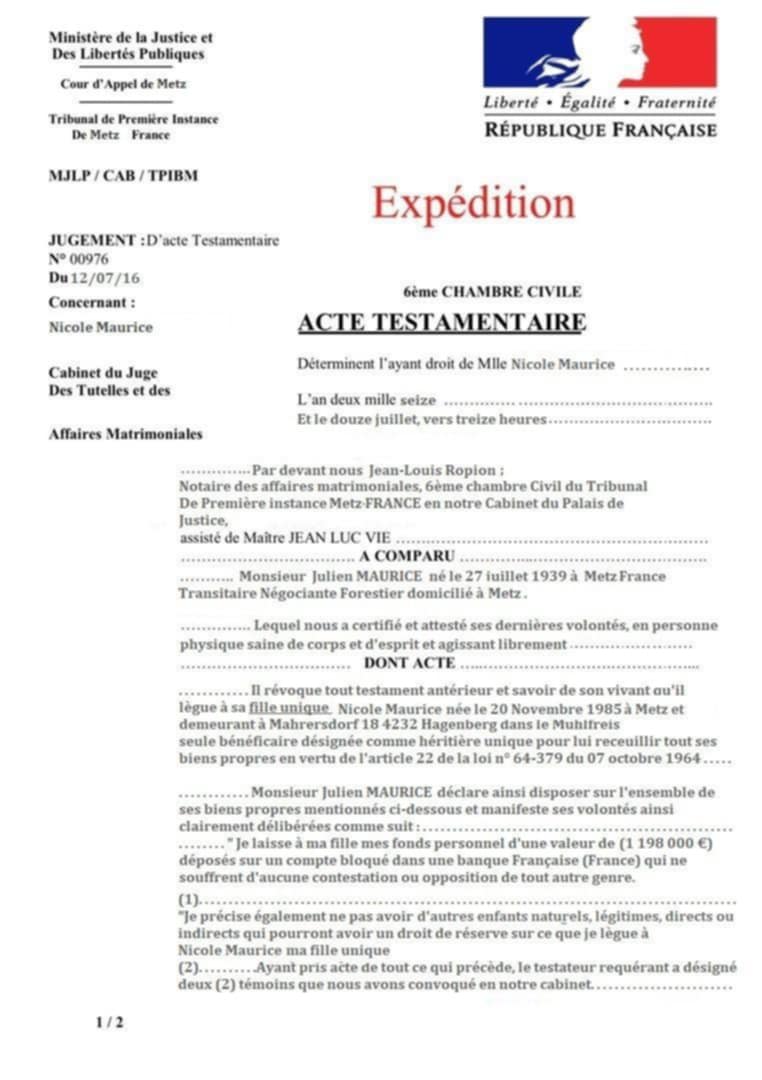 Ministère de la Justice et
Des Libertés Publiques
Cour d'Appel de Metz
Tribunal de Première Instance
De Metz France
MJLP / CAB / TPIBM
Liberté • Égalité • Fraternité
RÉPUBLIQUE FRANÇAISE
Expédition
JUGEMENT : D'acte Testamentaire
N° 00976
Du 12/07/16
Concernant :
Nicole Maurice
Cabinet du Juge
Des Tutelles et des
Affaires Matrimoniales
6ème CHAMBRE CIVILE
ACTE TESTAMENTAIRE
Déterminent l'ayant droit de Mlle Nicole Maurice ..............
L'an deux mille seize ................................................
Et le douze juillet, vers treize heures................................
..............Par devant nous Jean-Louis Ropion ;
Notaire des affaires matrimoniales, 6ème chambre Civil du Tribunal
De Première instance Metz-FRANCE en notre Cabinet du Palais de
Justice,
assisté de Maître JEAN LUC VIE ......................................................
.................................. A COMPARU ................................................
........... Monsieur Julien MAURICE né le 27 iuillet 1939 à Metz France
Transitaire Négociante Forestier domicilié à Metz .
.............. Lequel nous a certifié et attesté ses dernières volontés, en personne
physique saine de corps et d'esprit et agissant librement ........................
................................. DONT ACTE ..............................................
............. Il révoque tout testament antérieur et savoir de son vivant qu'il
lègue à sa fille unique Nicole Maurice née le 20 Novembre 1985 à Metz et
demeurant à Mahrersdorf 18 4232 Hagenberg dans le Muhlfreis
seule bénéficaire désignée comme héritière unique pour lui receuillir tout ses
biens propres en vertu de l'article 22 de la loi n° 64-379 du 07 octobre 1964 .....
............. Monsieur Julien MAURICE déclare ainsi disposer sur l'ensemble de
ses biens propres mentionnés ci-dessous et manifeste ses volontés ainsi
clairement délibérées comme suit :............................................................
........ " Je laisse à ma fille mes fonds personnel d'une valeur de (1 198 000 €)
déposés sur un compte bloqué dans une banque Française (France) qui ne
souffrent d'aucune contestation ou opposition de tout autre genre.
(1)....................................................................................................
"Je précise également ne pas avoir d'autres enfants naturels, légitimes, directs ou
indirects qui pourront avoir un droit de réserve sur ce que je lègue à
Nicole Maurice ma fille unique
(2)..........Ayant pris acte de tout ce qui précède, le testateur requérant a désigné
deux (2) témoins que nous avons convoqué en notre cabinet...........................
1 / 2